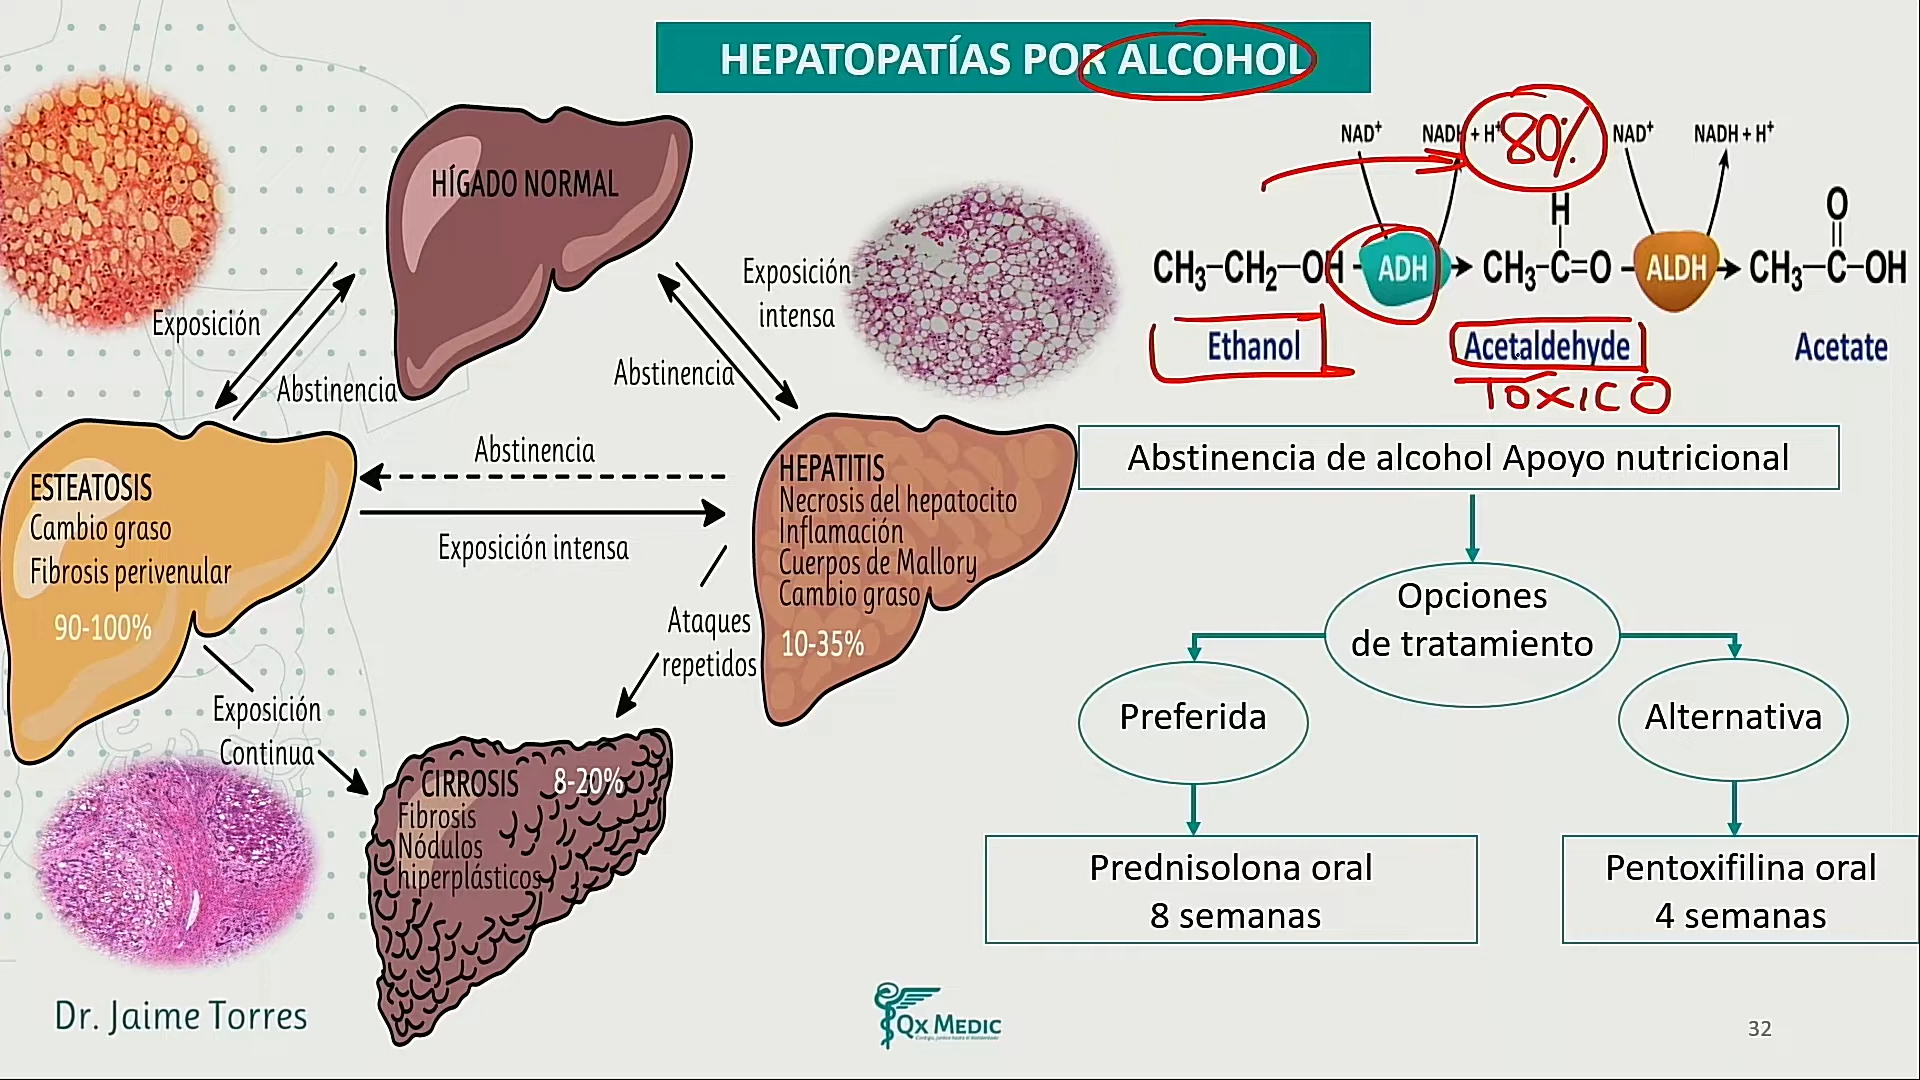 HEPATOPATÍAS POR ALCOHOL
HÍGADO NORMAL
Exposición
Abstinencia
Exposición
intensa
Abstinencia
ESTEATOSIS
Cambio graso
Fibrosis perivenular
90-100%
Abstinencia
Exposición intensa
HEPATITIS
Necrosis del hepatocito
Inflamación
Cuerpos de Mallory
Cambio graso
10-35%
Ataques
repetidos
Exposición
Continua
CIRROSIS 8-20%
Fibrosis
Nódulos
hiperplásticos
NAD⁺ NADH + H⁺ 80% NAD⁺ NADH + H⁺
H O
CH₃–CH₂–OH ADH CH₃–C=O ALDH CH₃–C–OH
Ethanol Acetaldehyde Acetate
TOXICO
Abstinencia de alcohol Apoyo nutricional
Opciones
de tratamiento
Preferida
Alternativa
Prednisolona oral
8 semanas
Pentoxifilina oral
4 semanas
Dr. Jaime Torres
QX MEDIC
32